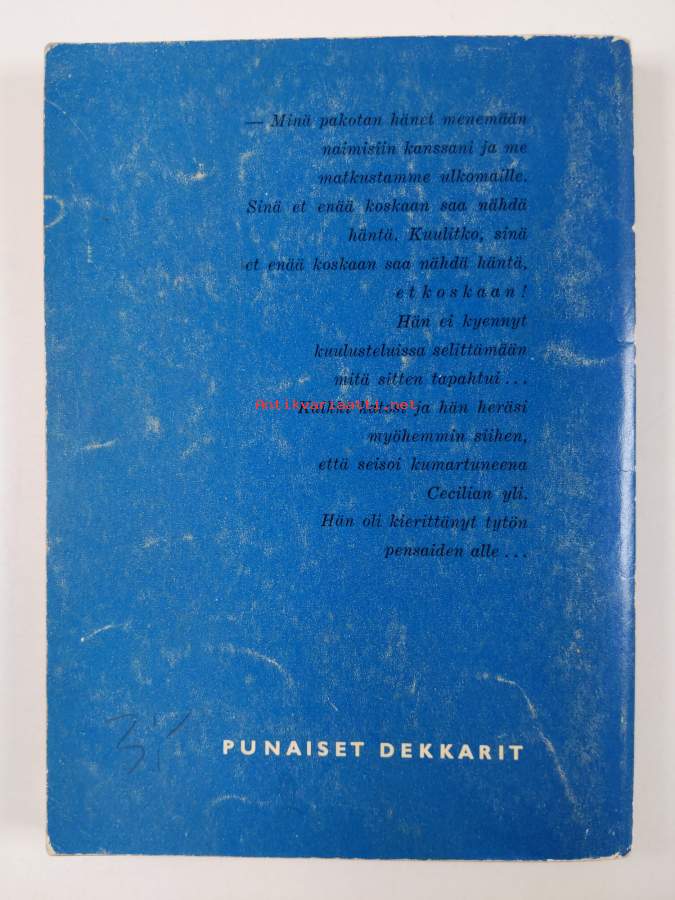 — Minä pakotan hänet menemään
naimisiin kanssani ja me
matkustamme ulkomaille.
Sinä et enää koskaan saa nähdä
häntä. Kuulitko, sinä
et enää koskaan saa nähdä häntä,
et koskaan!
Hän ei kyennyt
kuulusteluissa selittämään
mitä sitten tapahtui...
Antikvariaatti.net
ja hän heräsi
myöhemmin siihen,
että seisoi kumartuneena
Cecilian yli.
Hän oli kierittänyt tytön
pensaiden alle...
PUNAISET DEKKARIT